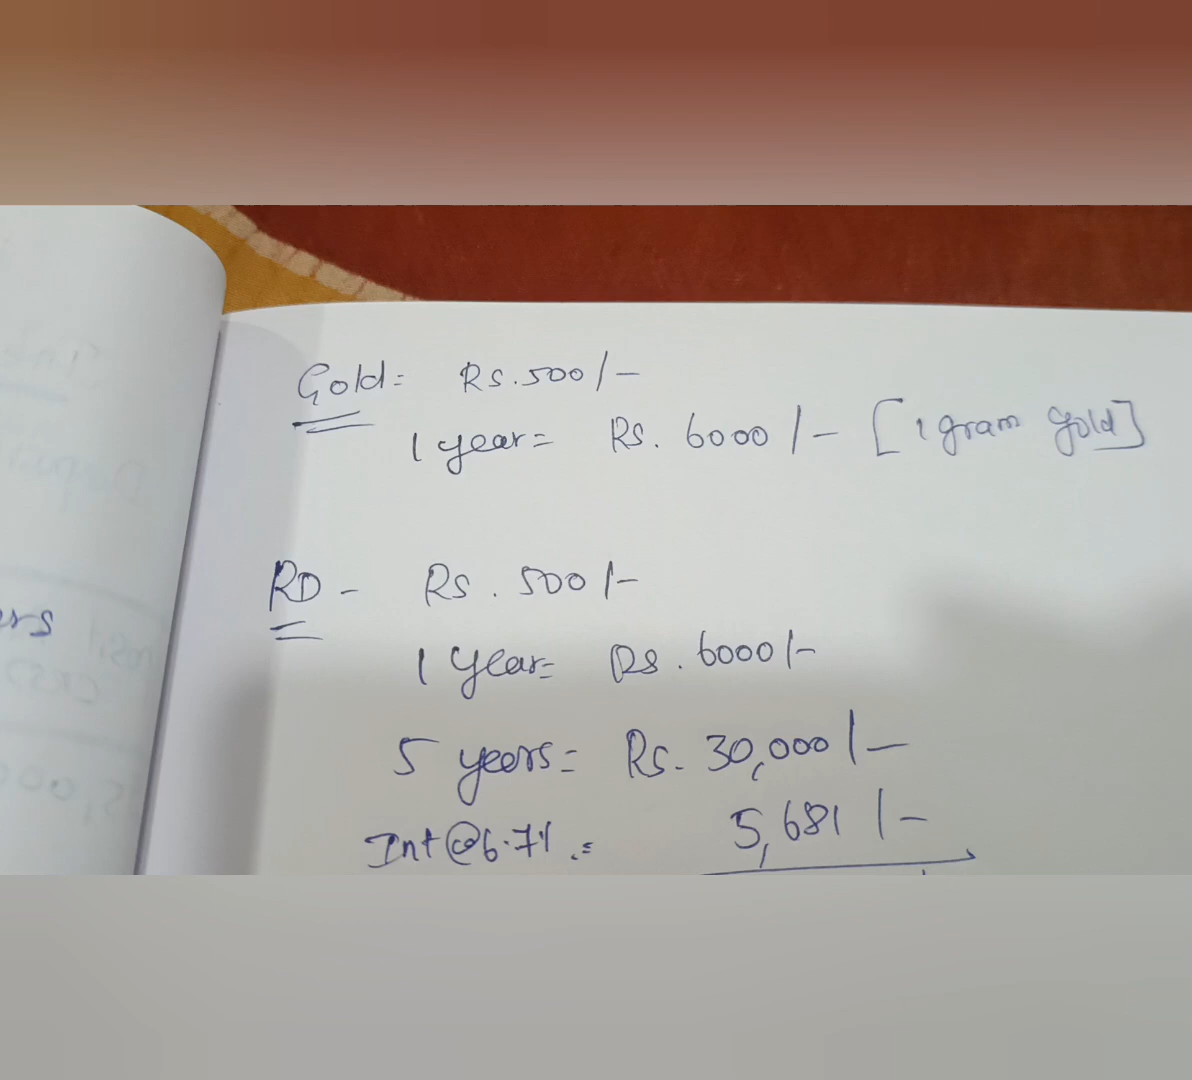 Gold = Rs.500/-
1 year = Rs. 6000/- [1 gram gold]
RD - Rs. 500/-
1 year = Rs. 6000/-
5 years = Rs. 30,000/-
Int@6.7% = 5,681/-